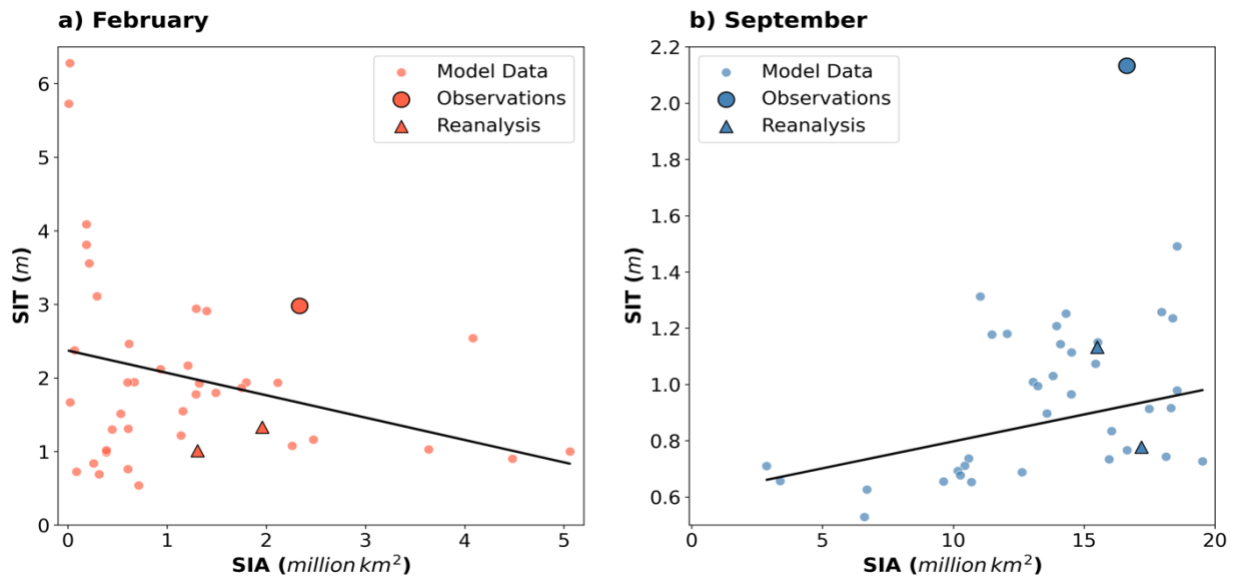 a) February
6
5
4
3
2
1
0
SIT (m)
Model Data
Observations
Reanalysis
0 1 2 3 4 5
SIA (million km²)
b) September
2.2
2.0
1.8
1.6
1.4
1.2
1.0
0.8
0.6
SIT (m)
Model Data
Observations
Reanalysis
0 5 10 15 20
SIA (million km²)